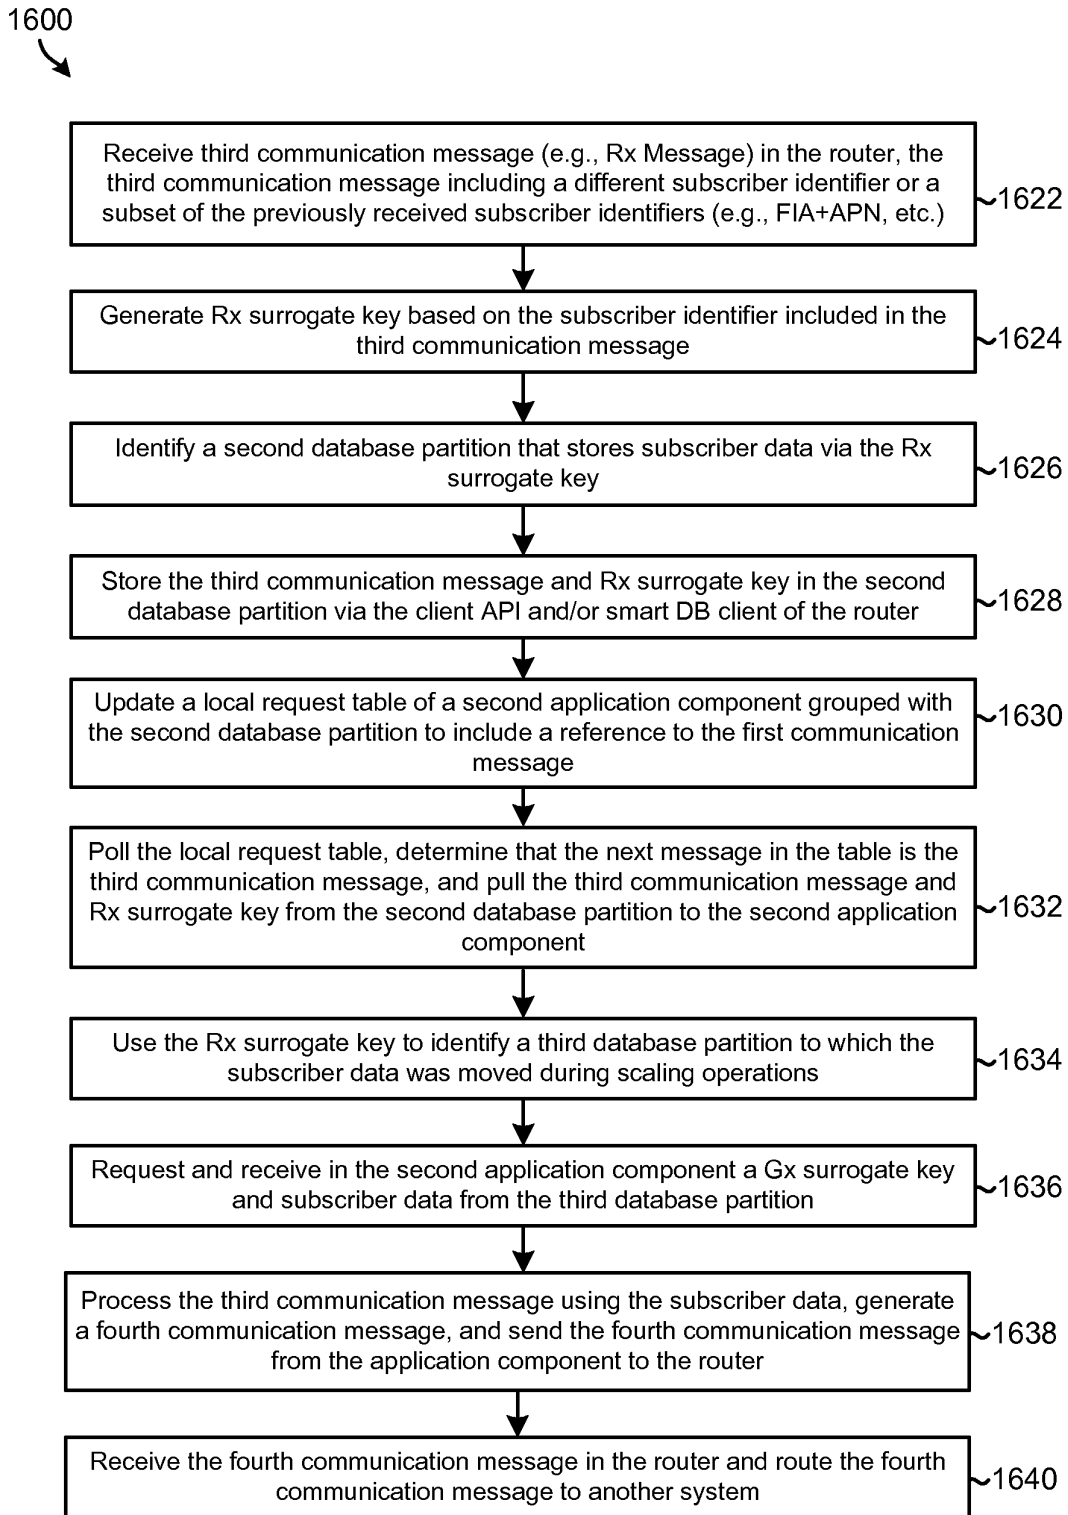 1600
Receive third communication message (e.g., Rx Message) in the router, the
third communication message including a different subscriber identifier or a
subset of the previously received subscriber identifiers (e.g., FIA+APN, etc.)
1622
Generate Rx surrogate key based on the subscriber identifier included in the
third communication message
1624
Identify a second database partition that stores subscriber data via the Rx
surrogate key
1626
Store the third communication message and Rx surrogate key in the second
database partition via the client API and/or smart DB client of the router
1628
Update a local request table of a second application component grouped with
the second database partition to include a reference to the first communication
message
1630
Poll the local request table, determine that the next message in the table is the
third communication message, and pull the third communication message and
Rx surrogate key from the second database partition to the second application
component
1632
Use the Rx surrogate key to identify a third database partition to which the
subscriber data was moved during scaling operations
1634
Request and receive in the second application component a Gx surrogate key
and subscriber data from the third database partition
1636
Process the third communication message using the subscriber data, generate
a fourth communication message, and send the fourth communication message
from the application component to the router
1638
Receive the fourth communication message in the router and route the fourth
communication message to another system
1640